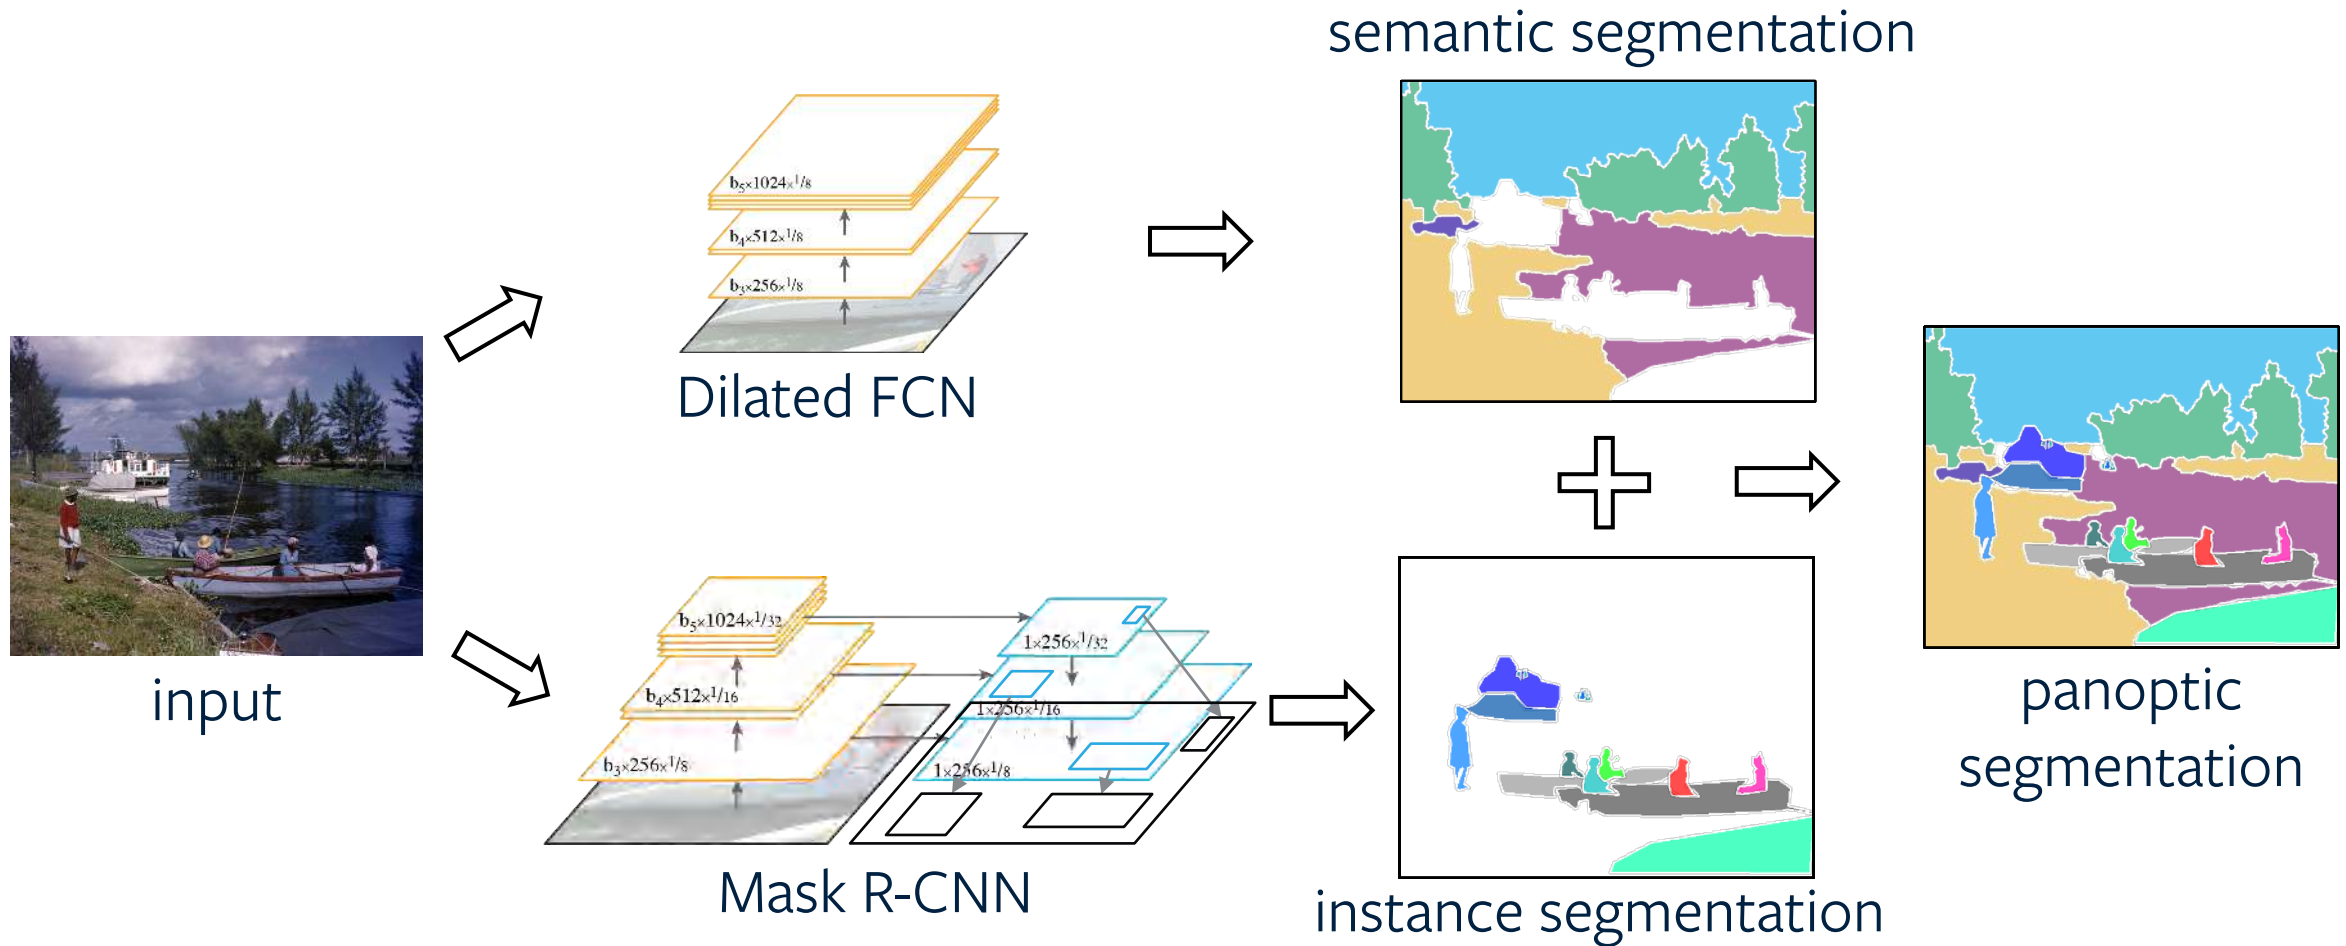 semantic segmentation
b5×1024×1/8
b4×512×1/8
b3×256×1/8
Dilated FCN
input
b5×1024×1/32
b4×512×1/16
b3×256×1/8
1×256×1/32
1×256×1/16
1×256×1/8
Mask R-CNN
instance segmentation
panoptic
segmentation